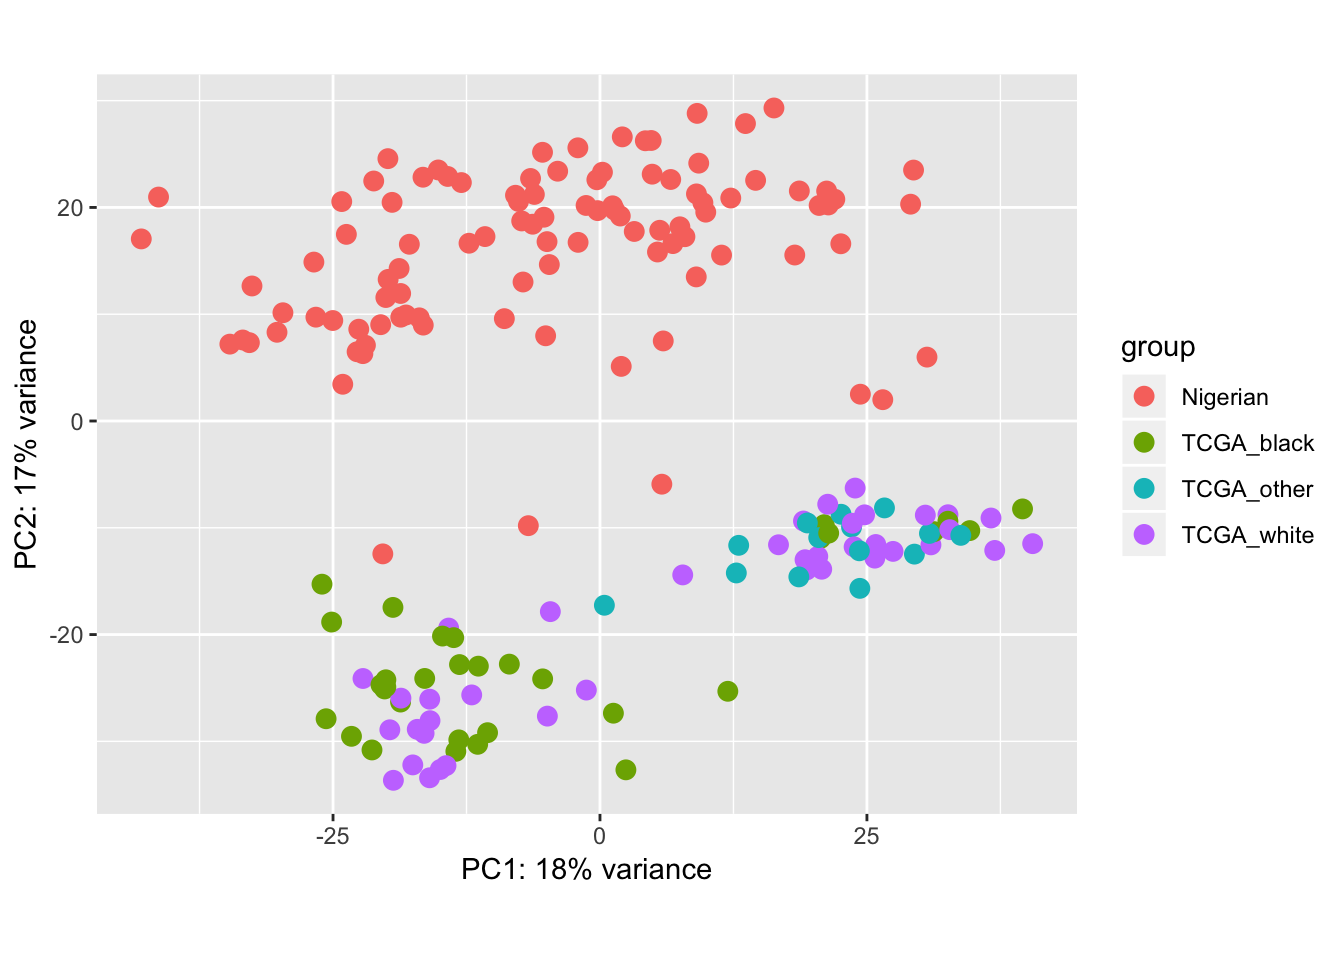 20
0
-20
-25
0
25
PC1: 18% variance
PC2: 17% variance
group
Nigerian
TCGA_black
TCGA_other
TCGA_white